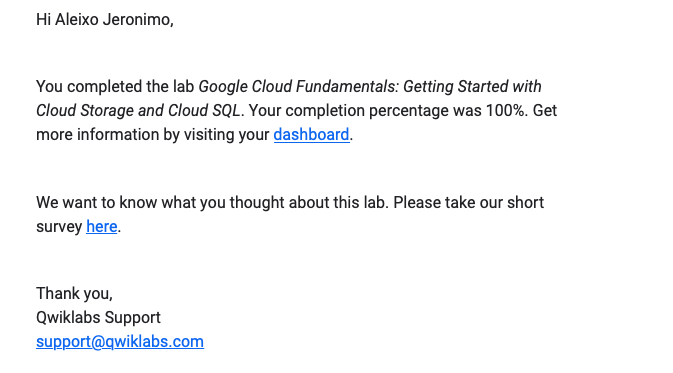 Hi Aleixo Jeronimo,
You completed the lab Google Cloud Fundamentals: Getting Started with
Cloud Storage and Cloud SQL. Your completion percentage was 100%. Get
more information by visiting your dashboard.
We want to know what you thought about this lab. Please take our short
survey here.
Thank you,
Qwiklabs Support
support@qwiklabs.com